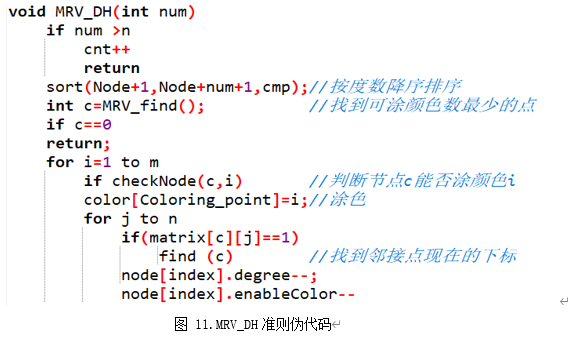 void MRV_DH(int num)
if num >n
cnt++
return
sort(Node+1,Node+num+1,cmp);//按度数降序排序
int c=MRV_find(); //找到可涂颜色数最少的点
if c==0
return;
for i=1 to m
if checkNode(c,i) //判断节点c能否涂颜色i
color[Coloring_point]=i;//涂色
for j to n
if(matrix[c][j]==1)
find (c) //找到邻接点现在的下标
node[index].degree--;
node[index].enableColor--
图 11.MRV_DH 准则伪代码